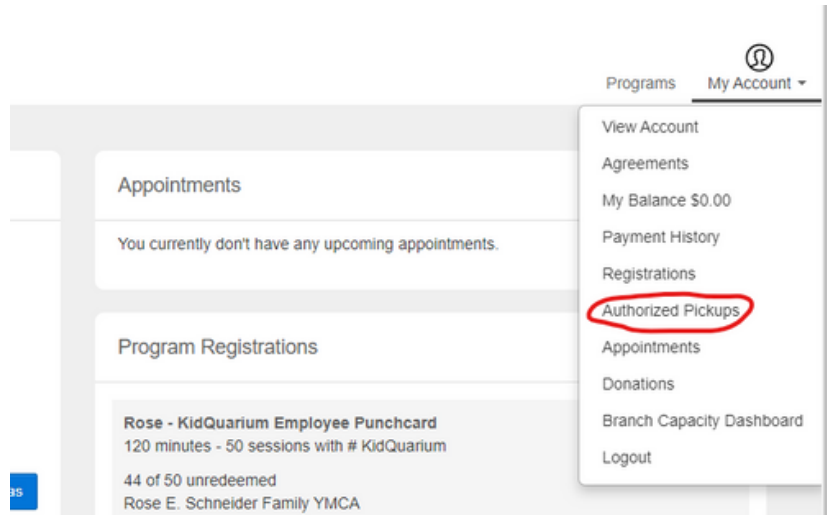 Programs My Account
View Account
Agreements
My Balance $0.00
Payment History
Registrations
Authorized Pickups
Appointments
Donations
Branch Capacity Dashboard
Logout
Appointments
You currently don't have any upcoming appointments.
Program Registrations
Rose - KidQuarium Employee Punchcard
120 minutes - 50 sessions with # KidQuarium
44 of 50 unredeemed
Rose E. Schneider Family YMCA